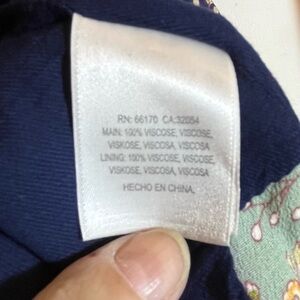 RN: 66170 CA:32054
MAIN: 100% VISCOSE, VISCOSE,
VISKOSE, VISCOSA, VISCOSA
LINING: 100% VISCOSE, VISCOSE,
VISKOSE, VISCOSA, VISCOSA
HECHO EN CHINA,